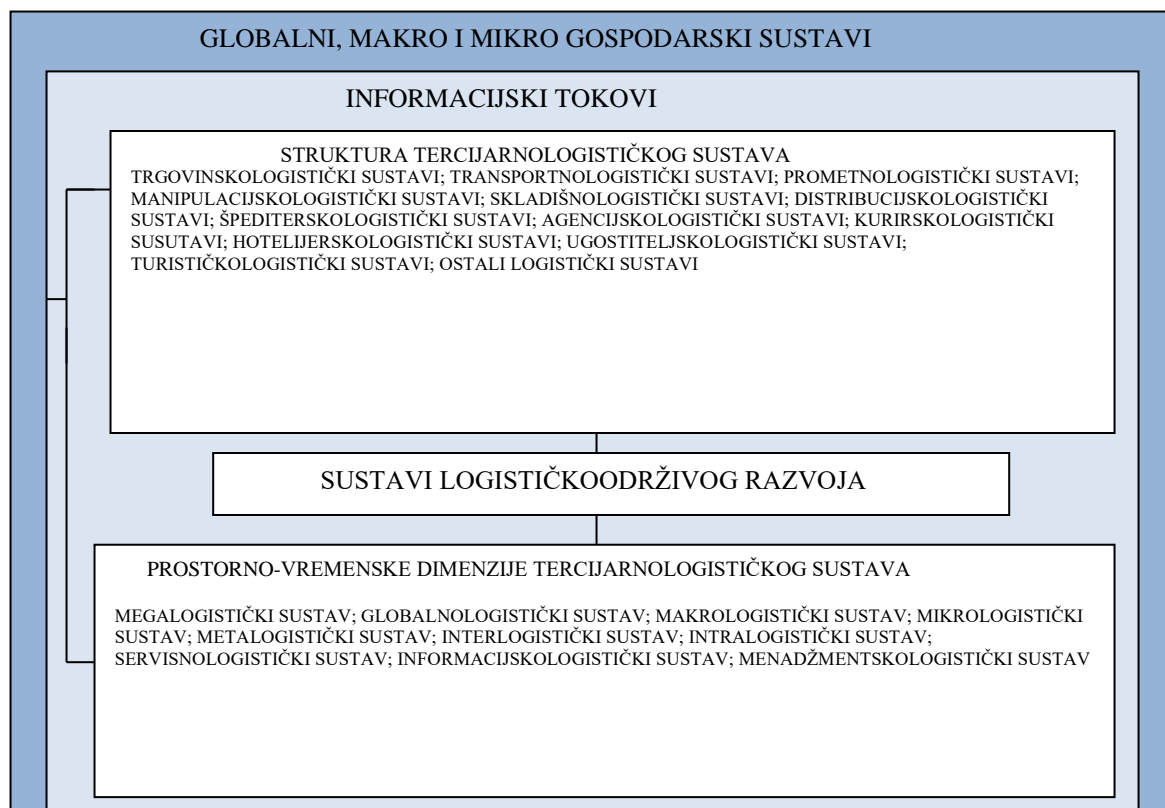 GLOBALNI, MAKRO I MIKRO GOSPODARSKI SUSTAVI
INFORMACIJSKI TOKOVI
STRUKTURA TERCIJARNOLOGISTIČKOG SUSTAVA
TRGOVINSKOLOGISTIČKI SUSTAVI; TRANSPORTNOLOGISTIČKI SUSTAVI; PROMETNOLOGISTIČKI SUSTAVI;
MANIPULACIJSKOLOGISTIČKI SUSTAVI; SKLADIŠNOLOGISTIČKI SUSTAVI; DISTRIBUCIJSKOLOGISTIČKI
SUSTAVI; ŠPEDITERSKOLOGISTIČKI SUSTAVI; AGENCIJSKOLOGISTIČKI SUSTAVI; KURIRSKOLOGISTIČKI
SUSUTAVI; HOTELIJERSKOLOGISTIČKI SUSTAVI; UGOSTITELJSKOLOGISTIČKI SUSTAVI;
TURISTIČKOLOGISTIČKI SUSTAVI; OSTALI LOGISTIČKI SUSTAVI
SUSTAVI LOGISTIČKOODRŽIVOG RAZVOJA
PROSTORNO-VREMENSKE DIMENZIJE TERCIJARNOLOGISTIČKOG SUSTAVA
MEGALOGISTIČKI SUSTAV; GLOBALNOLOGISTIČKI SUSTAV; MAKROLOGISTIČKI SUSTAV; MIKROLOGISTIČKI
SUSTAV; METALOGISTIČKI SUSTAV; INTERLOGISTIČKI SUSTAV; INTRALOGISTIČKI SUSTAV;
SERVISNOLOGISTIČKI SUSTAV; INFORMACIJSKOLOGISTIČKI SUSTAV; MENADŽMENTSKOLOGISTIČKI SUSTAV